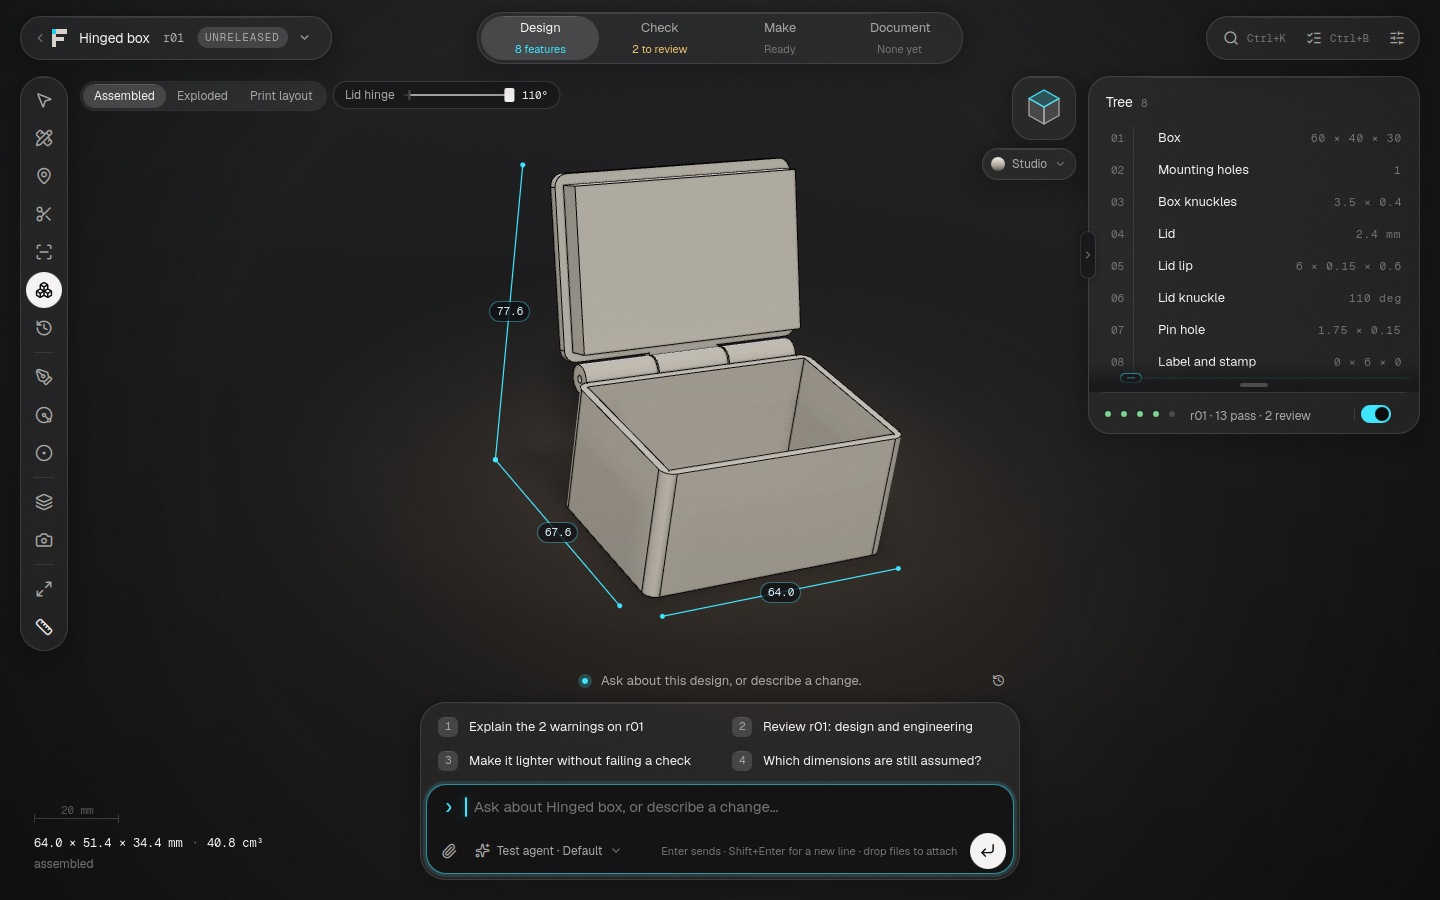 Hinged box r01 UNRELEASED
Design
8 features
Check
2 to review
Make
Ready
Document
None yet
Ctrl+K
Ctrl+B
Assembled
Exploded
Print layout
Lid hinge
110°
Studio
Tree 8
01 Box 60 × 40 × 30
02 Mounting holes 1
03 Box knuckles 3.5 × 0.4
04 Lid 2.4 mm
05 Lid lip 6 × 0.15 × 0.6
06 Lid knuckle 110 deg
07 Pin hole 1.75 × 0.15
08 Label and stamp 0 × 6 × 0
r01 · 13 pass · 2 review
77.6
67.6
64.0
Ask about this design, or describe a change.
1 Explain the 2 warnings on r01
2 Review r01: design and engineering
3 Make it lighter without failing a check
4 Which dimensions are still assumed?
Ask about Hinged box, or describe a change...
Test agent · Default
Enter sends · Shift+Enter for a new line · drop files to attach
20 mm
64.0 × 51.4 × 34.4 mm · 40.8 cm³
assembled